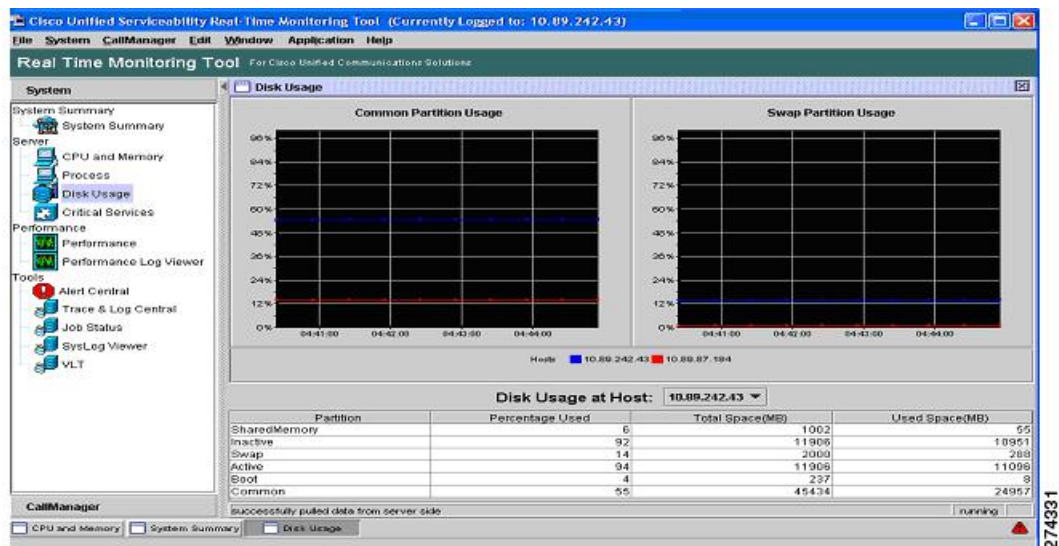 Cisco Unified Serviceability Real-Time Monitoring Tool (Currently Logged to: 10.89.242.43)
File System CallManager Edit Window Application Help
Real Time Monitoring Tool For Cisco Unified Communications Solutions
System
System Summary
System Summary
Server
CPU and Memory
Process
Disk Usage
Critical Services
Performance
Performance
Performance Log Viewer
Tools
Alert Central
Trace & Log Central
Job Status
SysLog Viewer
VLT
CallManager
Disk Usage
Common Partition Usage
96%
84%
72%
60%
48%
36%
24%
12%
0%
04:41:00 04:42:00 04:43:00 04:44:00
Swap Partition Usage
96%
84%
72%
60%
48%
36%
24%
12%
0%
04:41:00 04:42:00 04:43:00 04:44:00
Hosts 10.89.242.43 10.89.87.184
Disk Usage at Host: 10.89.242.43
Partition Percentage Used Total Space(MB) Used Space(MB)
SharedMemory 6 1002 55
Inactive 92 11906 10951
Swap 14 2000 288
Active 94 11906 11096
Boot 4 237 8
Common 55 45434 24957
successfully pulled data from server side running
CPU and Memory System Summary Disk Usage
274331